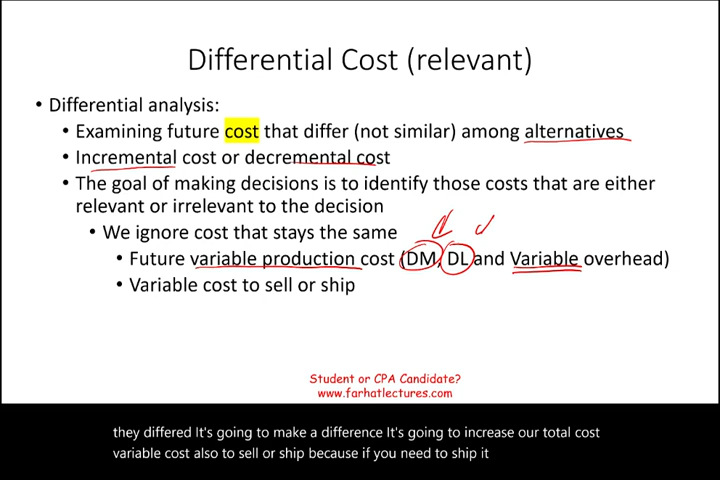 Differential Cost (relevant)
• Differential analysis:
• Examining future cost that differ (not similar) among alternatives
• Incremental cost or decremental cost
• The goal of making decisions is to identify those costs that are either
relevant or irrelevant to the decision
• We ignore cost that stays the same
• Future variable production cost (DM, DL and Variable overhead)
• Variable cost to sell or ship
Student or CPA Candidate?
www.farhatlectures.com
they differed It's going to make a difference It's going to increase our total cost
variable cost also to sell or ship because if you need to ship it